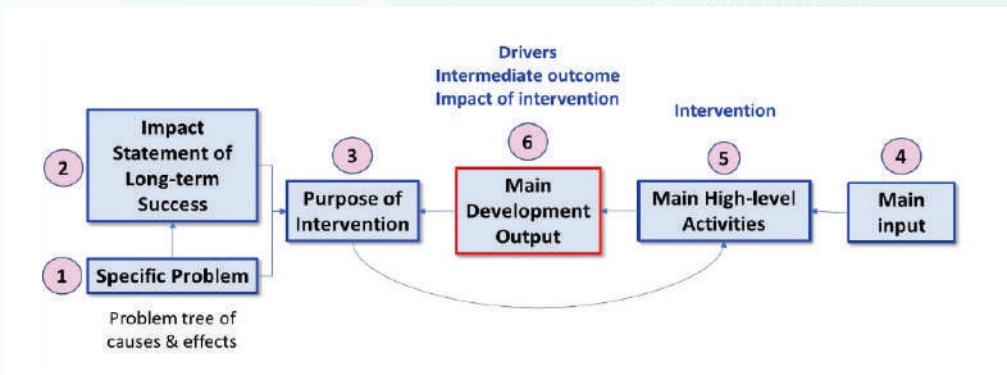 Drivers
Intermediate outcome
Impact of intervention
Intervention
2
Impact
Statement of
Long-term
Success
3
6
5
4
Purpose of
Intervention
Main
Development
Output
Main High-level
Activities
Main
input
1
Specific Problem
Problem tree of
causes & effects